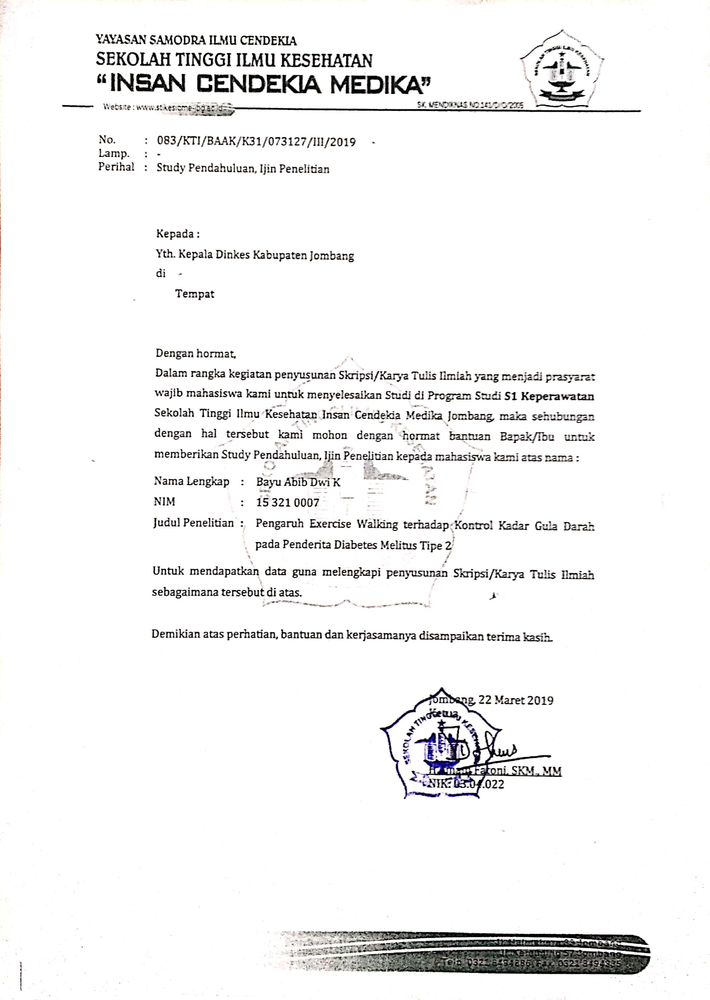 YAYASAN SAMODRA ILMU CENDEKIA
SEKOLAH TINGGI ILMU KESEHATAN
“INSAN CENDEKIA MEDIKA”
Website : www.stikesicme-jbg.ac.id
SK. MENDIKNAS NO.141/D/O/2005
No. : 083/KTI/BAAK/K31/073127/III/2019
Lamp. : -
Perihal : Study Pendahuluan, Ijin Penelitian
Kepada :
Yth. Kepala Dinkes Kabupaten Jombang
di -
Tempat
Dengan hormat,
Dalam rangka kegiatan penyusunan Skripsi/Karya Tulis Ilmiah yang menjadi prasyarat
wajib mahasiswa kami untuk menyelesaikan Studi di Program Studi S1 Keperawatan
Sekolah Tinggi Ilmu Kesehatan Insan Cendekia Medika Jombang, maka sehubungan
dengan hal tersebut kami mohon dengan hormat bantuan Bapak/Ibu untuk
memberikan Study Pendahuluan, Ijin Penelitian kepada mahasiswa kami atas nama :
Nama Lengkap : Bayu Abib Dwi K
NIM : 15 321 0007
Judul Penelitian : Pengaruh Exercise Walking terhadap Kontrol Kadar Gula Darah
pada Penderita Diabetes Melitus Tipe 2
Untuk mendapatkan data guna melengkapi penyusunan Skripsi/Karya Tulis Ilmiah
sebagaimana tersebut di atas.
Demikian atas perhatian, bantuan dan kerjasamanya disampaikan terima kasih.
Jombang, 22 Maret 2019
Ketua
SEKOLAH TINGGI ILMU KESEHATAN
H. Imam Fatoni, SKM., MM
NIK: 03.04.022
Jombang
Jl. Kemuning 57 Jombang
Telp. 0321 8494886, Fax. 0321 8494335